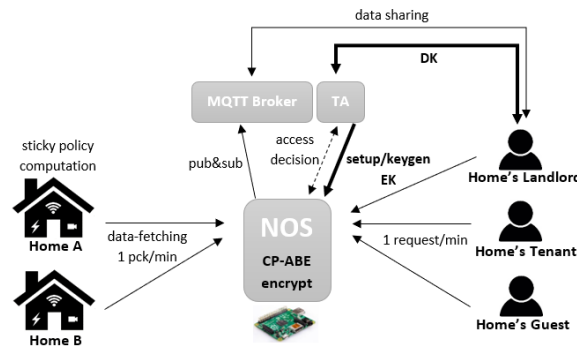 data sharing
DK
MQTT Broker
TA
sticky policy
computation
pub&sub
access
decision
setup/keygen
EK
Home's Landlord
NOS
CP-ABE
encrypt
Home A
data-fetching
1 pck/min
1 request/min
Home's Tenant
Home B
Home's Guest